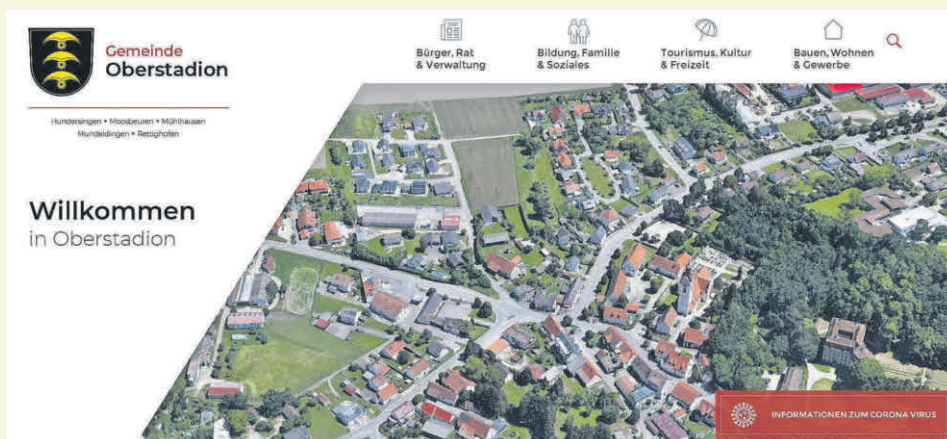 Gemeinde
Oberstadion
Hundersingen • Moosbeuren • Mühlhausen
Mundeldingen • Rettighofen
Bürger, Rat
& Verwaltung
Bildung, Familie
& Soziales
Tourismus, Kultur
& Freizeit
Bauen, Wohnen
& Gewerbe
Willkommen
in Oberstadion
INFORMATIONEN ZUM CORONA VIRUS